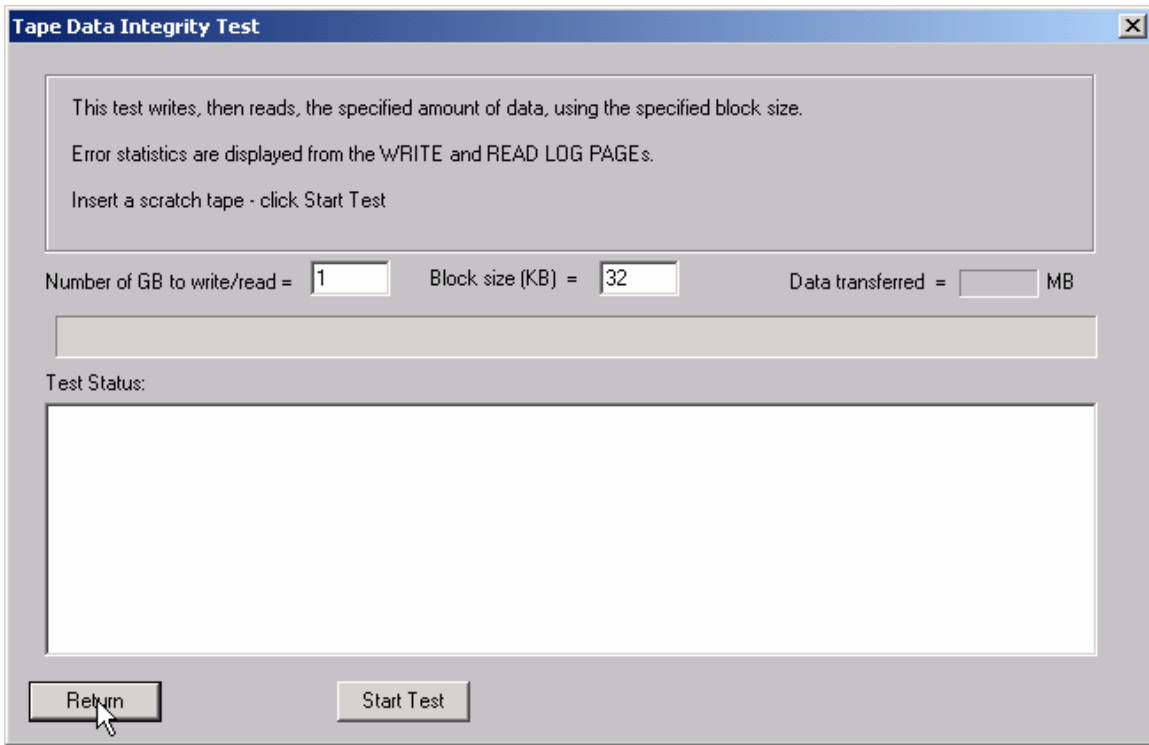 Tape Data Integrity Test
This test writes, then reads, the specified amount of data, using the specified block size.
Error statistics are displayed from the WRITE and READ LOG PAGEs.
Insert a scratch tape - click Start Test
Number of GB to write/read = 1 Block size (KB) = 32 Data transferred = MB
Test Status:
Return Start Test